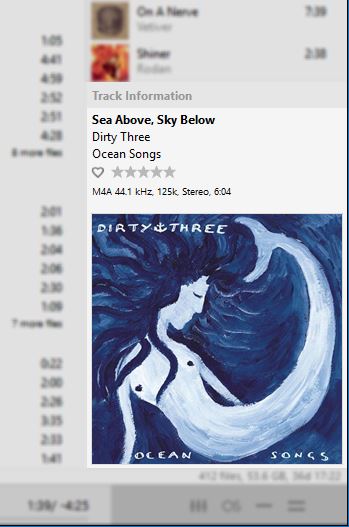 On A Nerve 7:39
Vetiver
Shiner 2:38
Rodan
1:05
4:41
4:59
2:52
2:51
4:28
8 more files
2:01
1:36
2:04
2:06
2:30
1:09
7 more files
0:22
2:00
2:26
3:35
2:33
1:41
Track Information
Sea Above, Sky Below
Dirty Three
Ocean Songs
M4A 44.1 kHz, 125k, Stereo, 6:04
DIRTY THREE
OCEAN SONGS
412 files, 53.6 GB, 36d 17:22
1:39/ -4:25